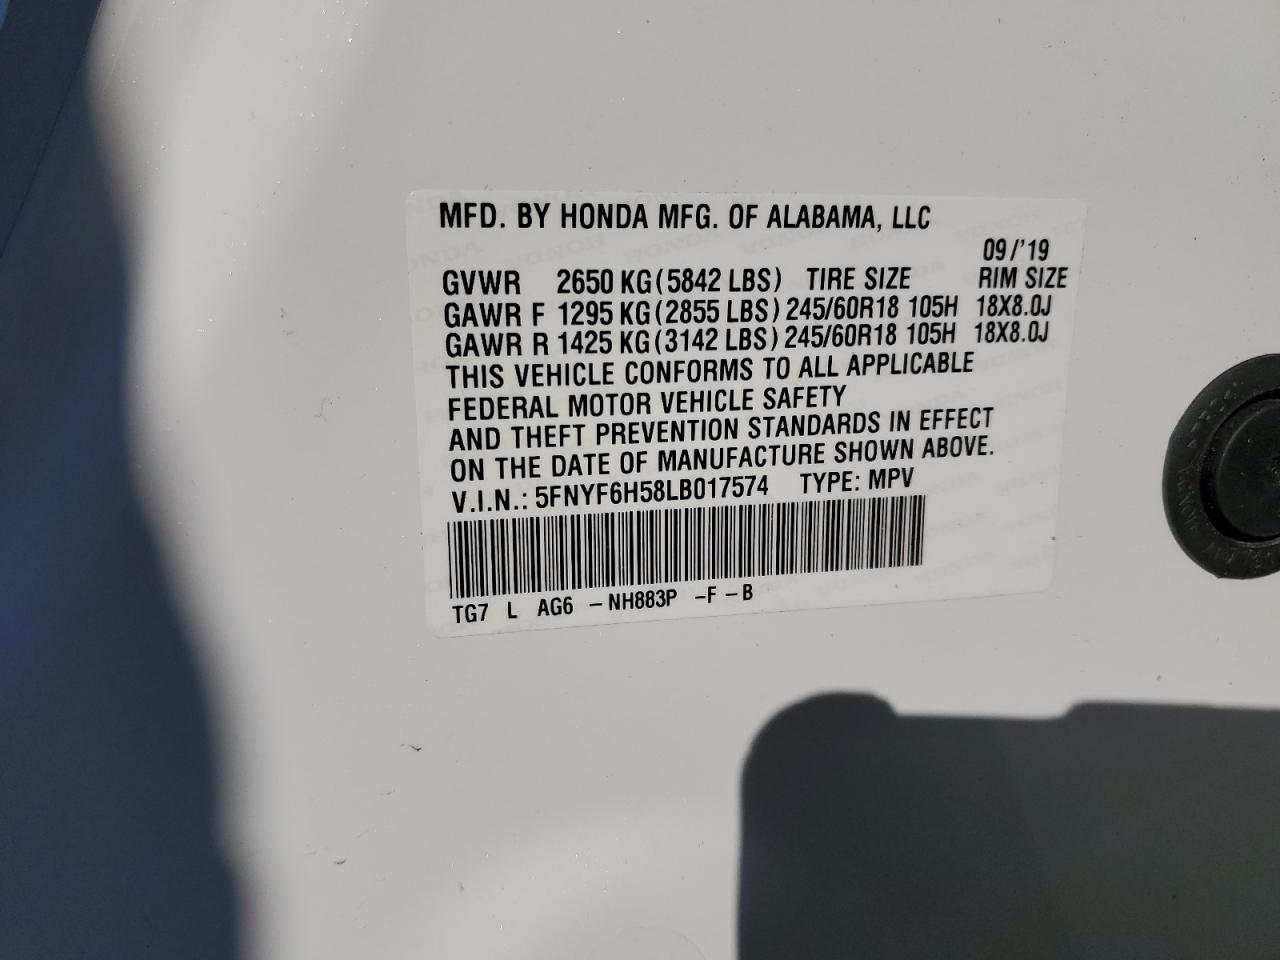 MFD. BY HONDA MFG. OF ALABAMA, LLC
09/'19
GVWR 2650 KG (5842 LBS) TIRE SIZE RIM SIZE
GAWR F 1295 KG (2855 LBS) 245/60R18 105H 18X8.0J
GAWR R 1425 KG (3142 LBS) 245/60R18 105H 18X8.0J
THIS VEHICLE CONFORMS TO ALL APPLICABLE
FEDERAL MOTOR VEHICLE SAFETY
AND THEFT PREVENTION STANDARDS IN EFFECT
ON THE DATE OF MANUFACTURE SHOWN ABOVE.
V.I.N.: 5FNYF6H58LB017574 TYPE: MPV
TG7 L AG6 -NH883P -F-B